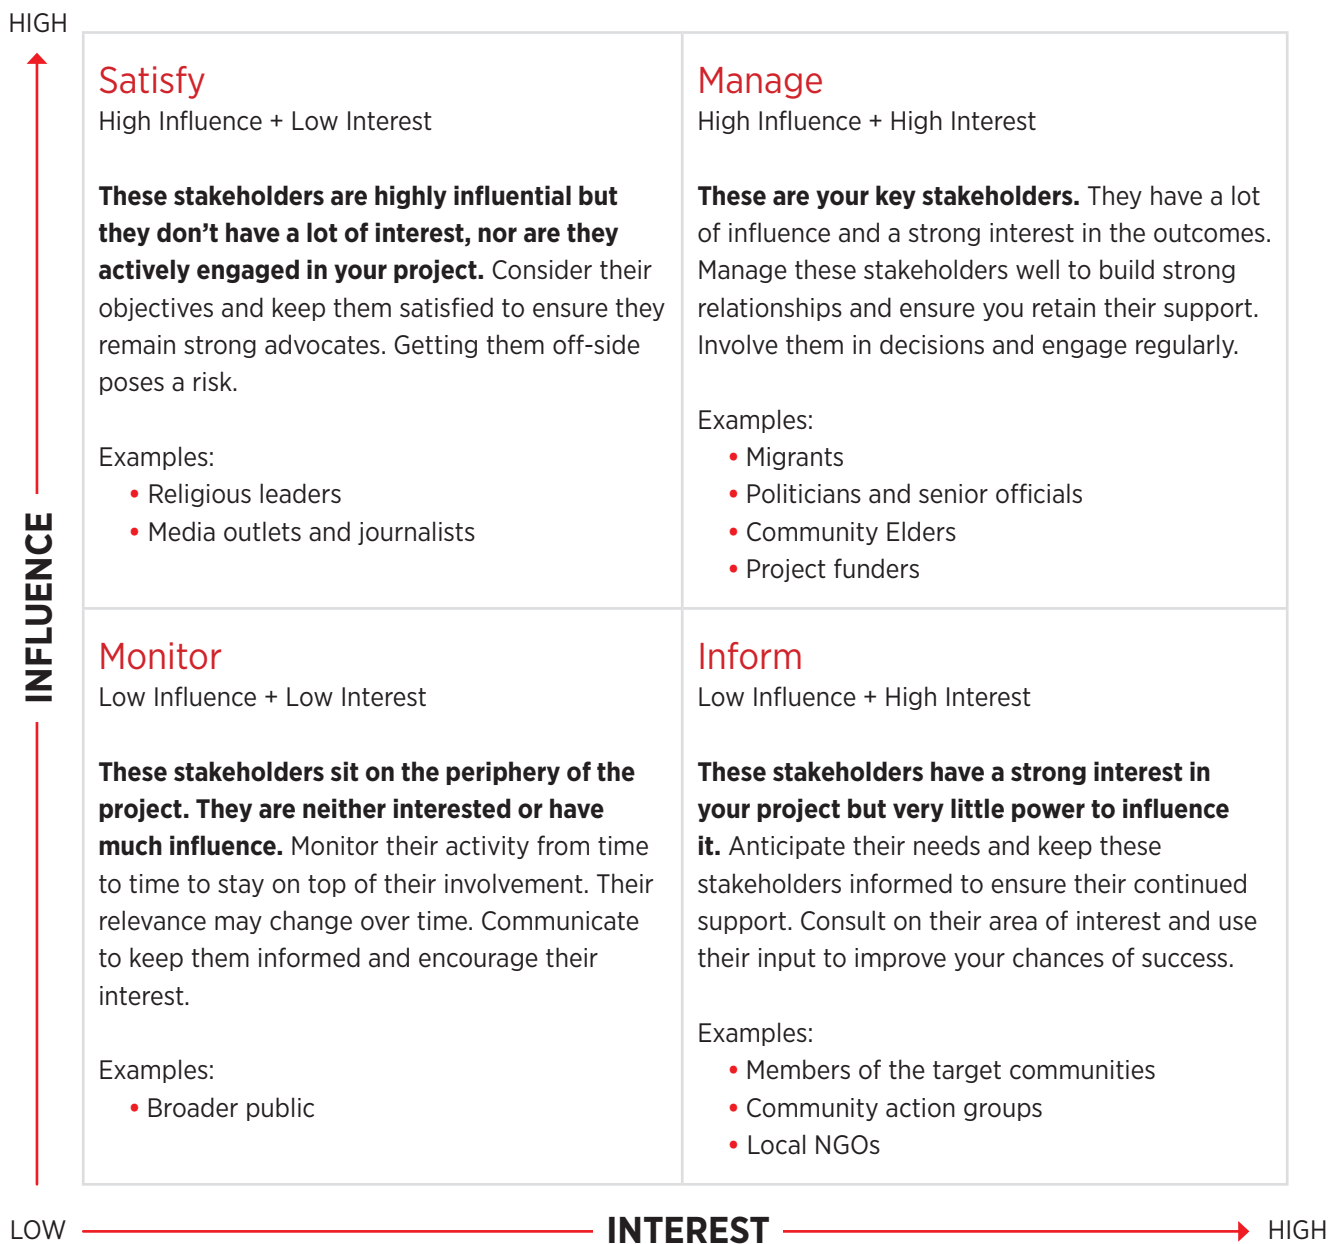 HIGH
Satisfy
High Influence + Low Interest
These stakeholders are highly influential but
they don’t have a lot of interest, nor are they
actively engaged in your project. Consider their
objectives and keep them satisfied to ensure they
remain strong advocates. Getting them off-side
poses a risk.
Examples:
• Religious leaders
• Media outlets and journalists
Manage
High Influence + High Interest
These are your key stakeholders. They have a lot
of influence and a strong interest in the outcomes.
Manage these stakeholders well to build strong
relationships and ensure you retain their support.
Involve them in decisions and engage regularly.
Examples:
• Migrants
• Politicians and senior officials
• Community Elders
• Project funders
INFLUENCE
Monitor
Low Influence + Low Interest
These stakeholders sit on the periphery of the
project. They are neither interested or have
much influence. Monitor their activity from time
to time to stay on top of their involvement. Their
relevance may change over time. Communicate
to keep them informed and encourage their
interest.
Examples:
• Broader public
Inform
Low Influence + High Interest
These stakeholders have a strong interest in
your project but very little power to influence
it. Anticipate their needs and keep these
stakeholders informed to ensure their continued
support. Consult on their area of interest and use
their input to improve your chances of success.
Examples:
• Members of the target communities
• Community action groups
• Local NGOs
LOW
INTEREST
HIGH